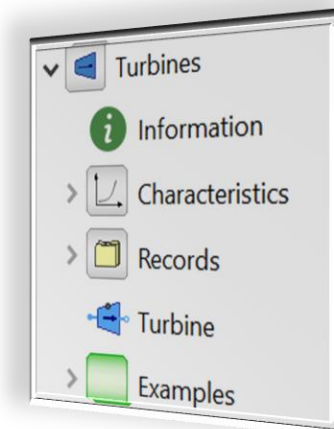 Turbines
Information
Characteristics
Records
Turbine
Examples